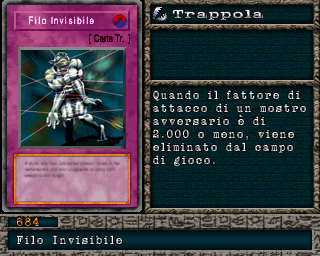 Filo Invisibile
[ Carta Tr. ]
Trappola
Quando il fattore di
attacco di un mostro
avversario è di
2.000 o meno, viene
eliminato dal campo
di gioco.
684
Filo Invisibile